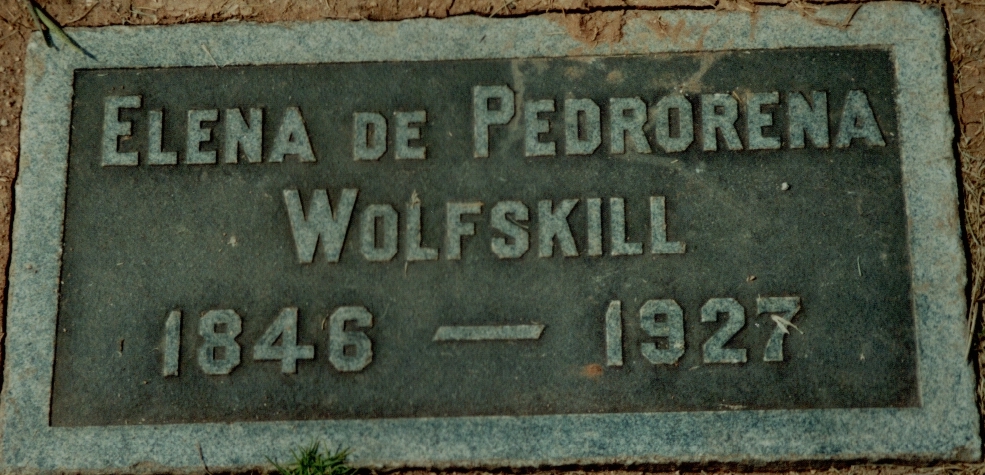 ELENA DE PEDRORENA
WOLFSKILL
1846 — 1927